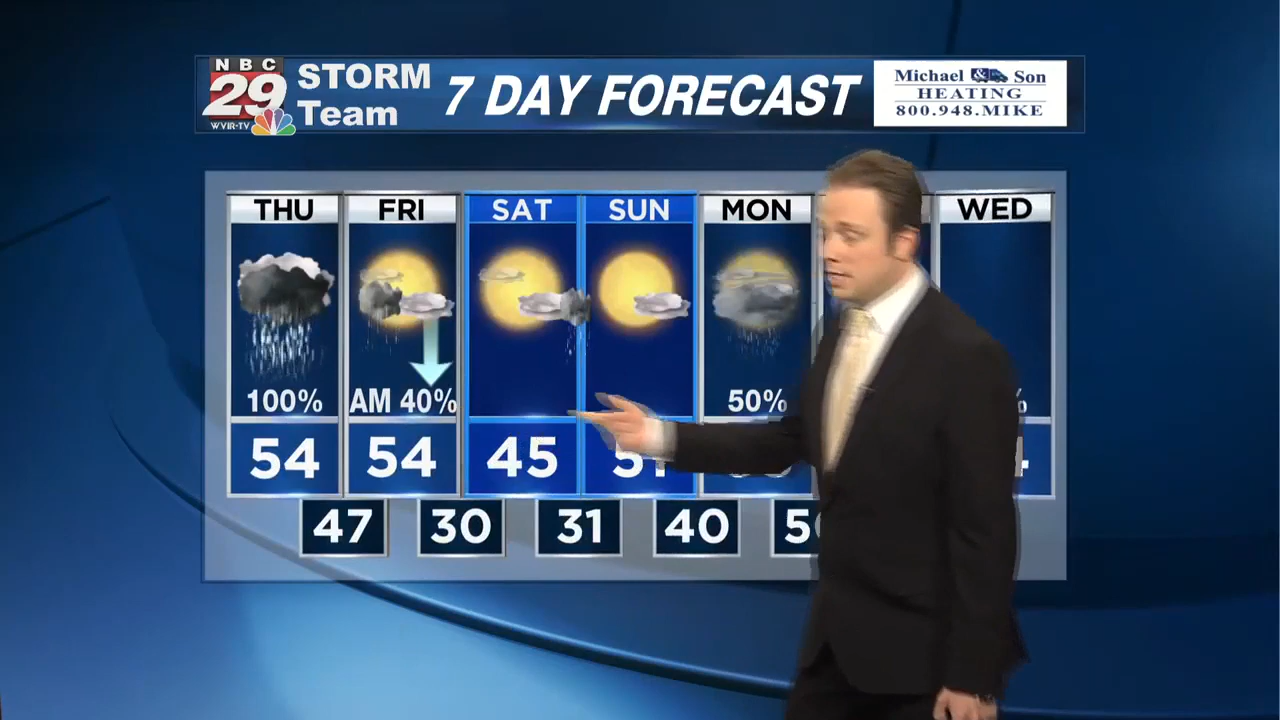 NBC
29
WVIR-TV
STORM
Team
7 DAY FORECAST
Michael & Son
HEATING
800.948.MIKE
THU FRI SAT SUN MON WED
100% AM 40% 50%
54 54 45 51
47 30 31 40